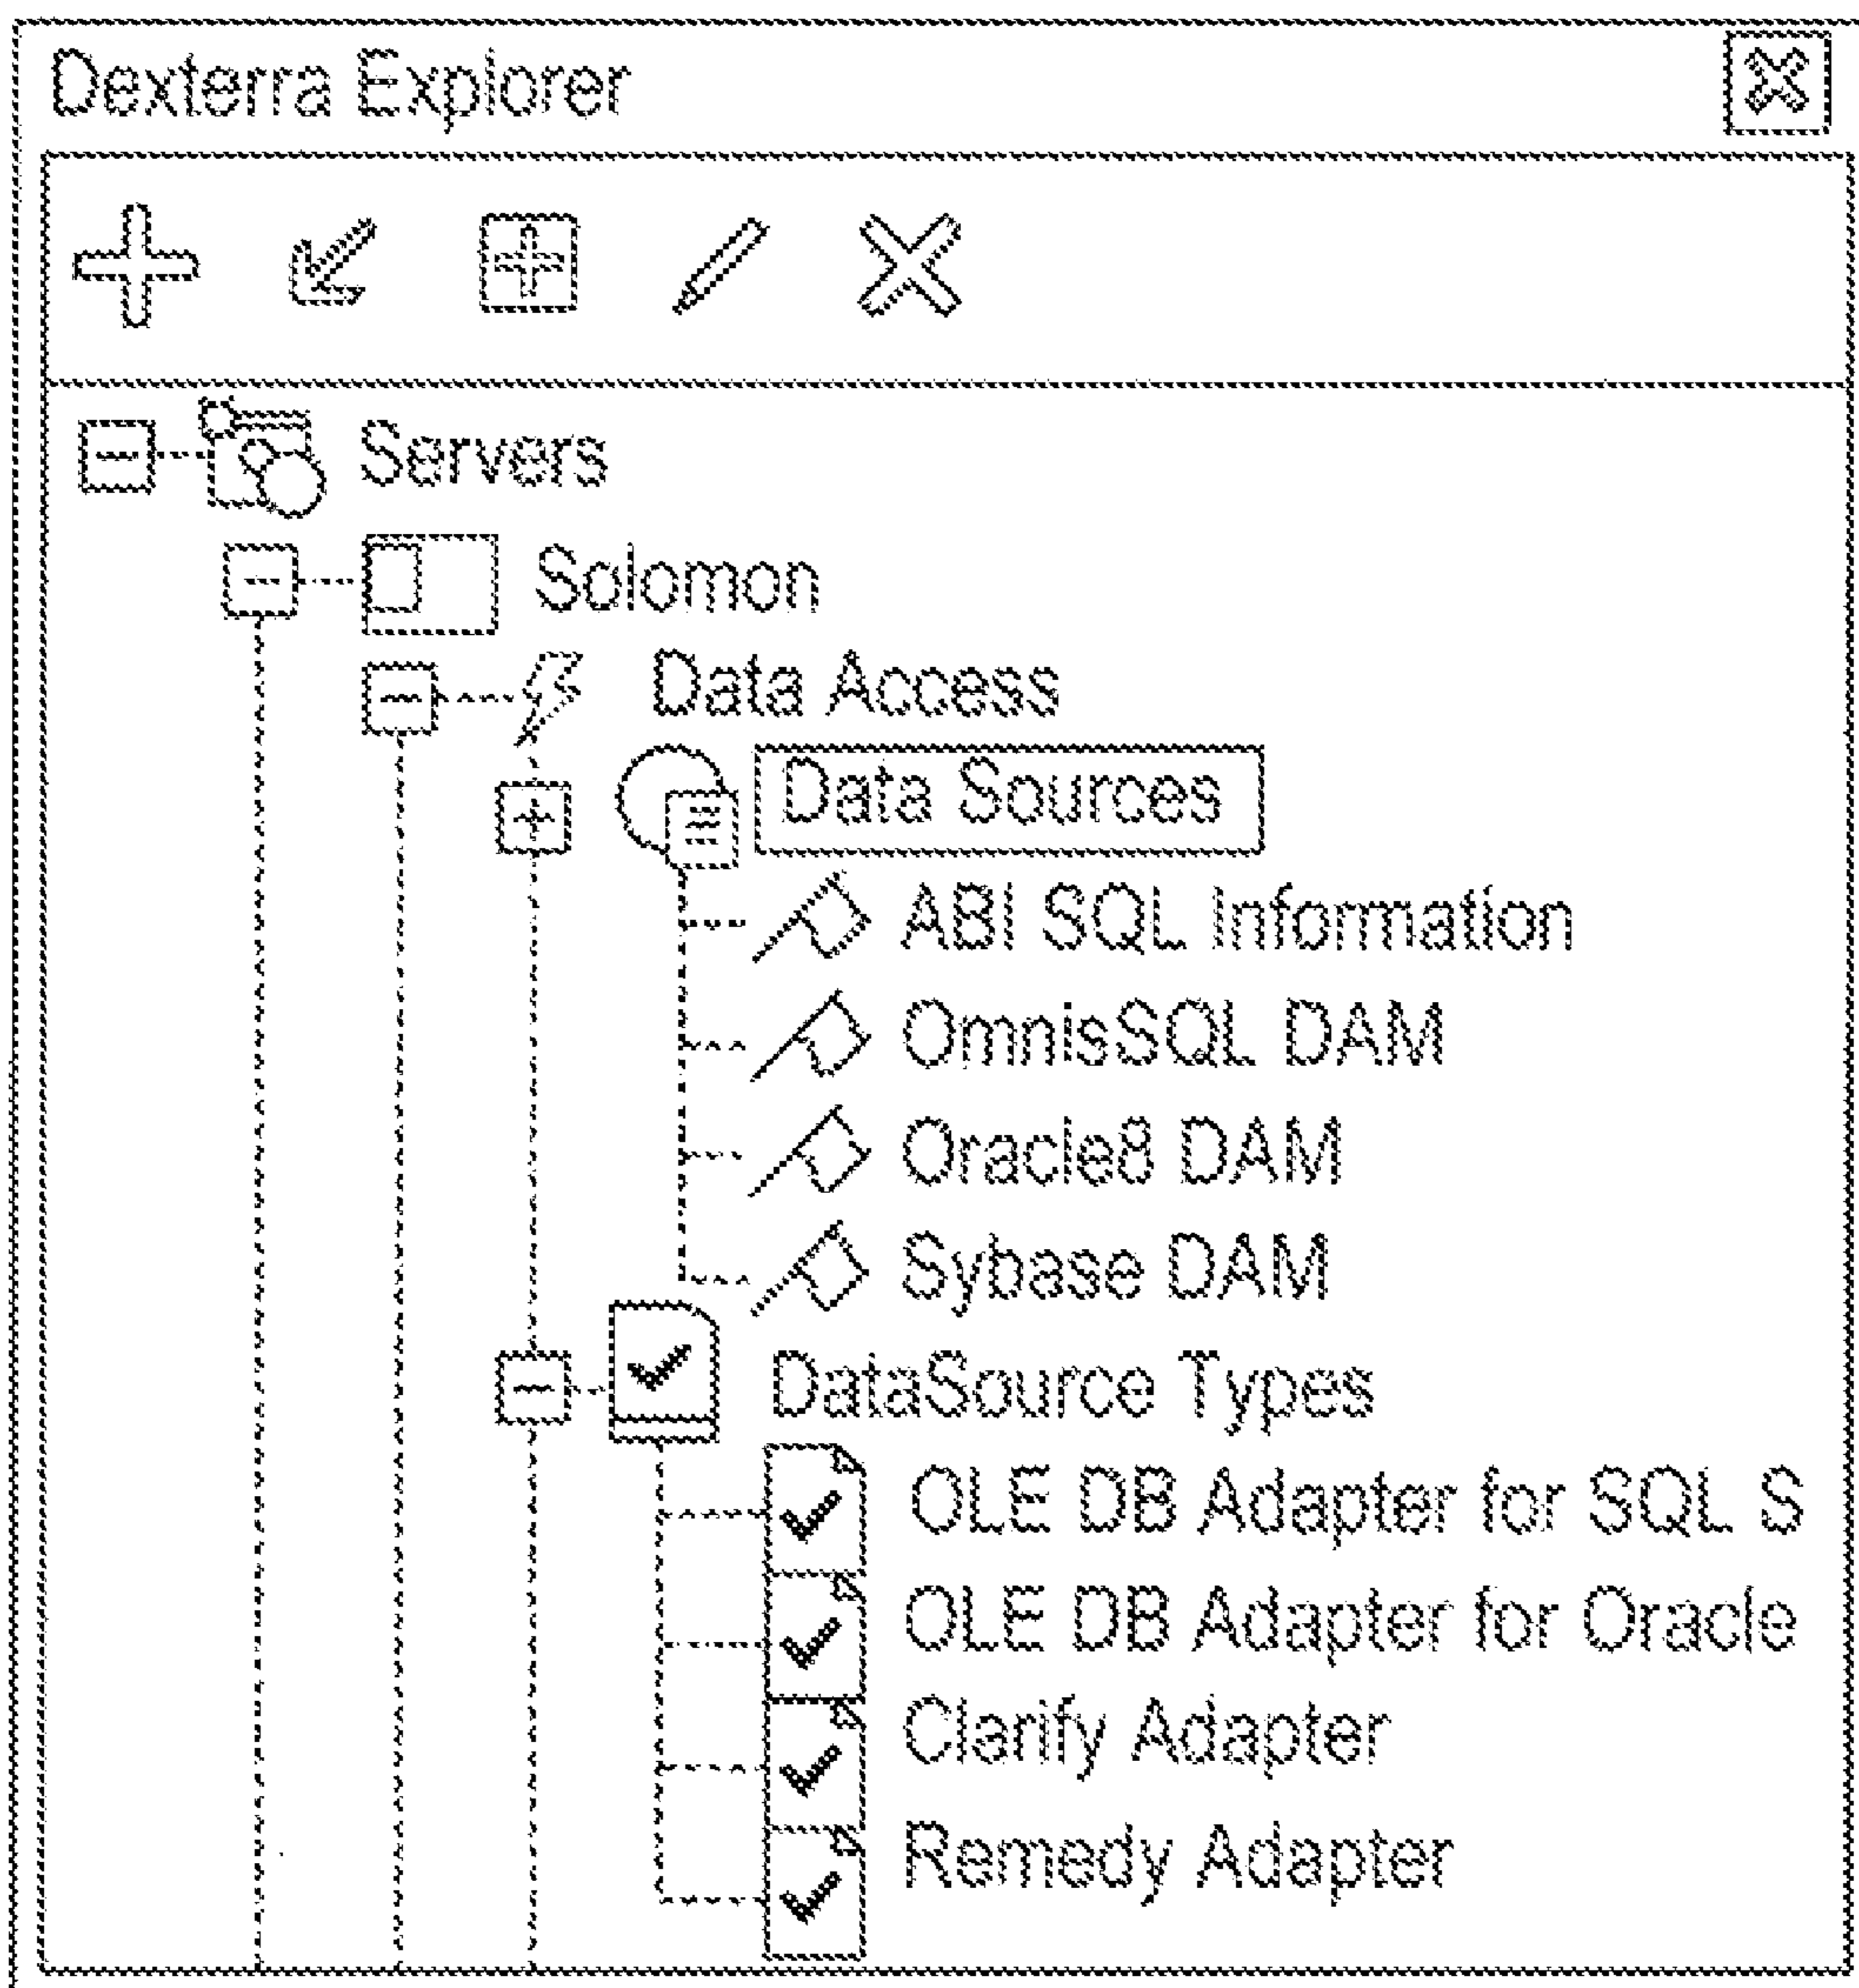 Dexterra Explorer
Servers
Solomon
Data Access
Data Sources
ABI SQL Information
OmnisSQL DAM
Oracle8 DAM
Sybase DAM
DataSource Types
OLE DB Adapter for SQL S
OLE DB Adapter for Oracle
Clarify Adapter
Remedy Adapter